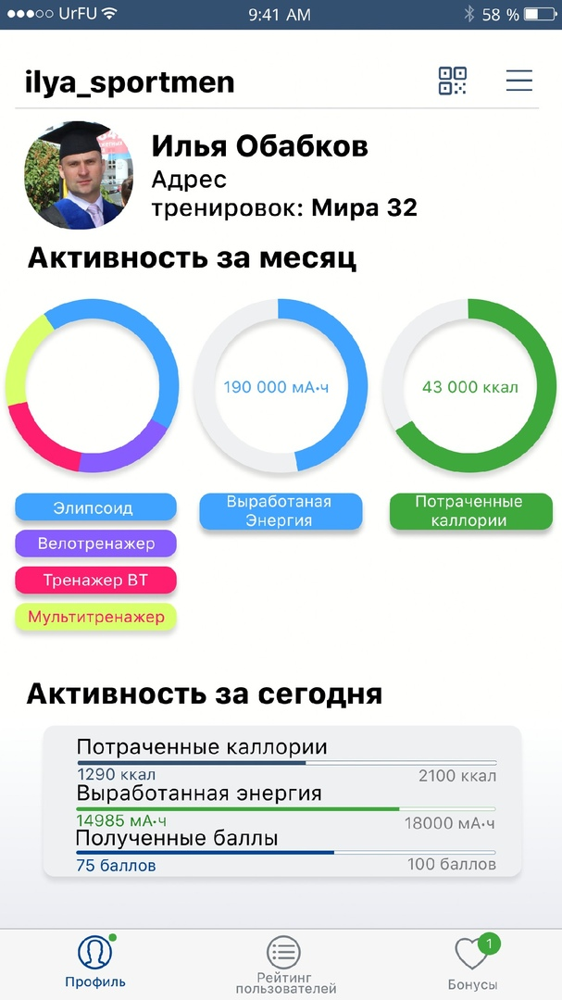 UrFU 9:41 AM 58 %
ilya_sportmen
Илья Обабков
Адрес
тренировок: Мира 32
Активность за месяц
190 000 мА·ч
43 000 ккал
Элипсоид
Велотренажер
Тренажер ВТ
Мультитренажер
Выработаная
Энергия
Потраченные
каллории
Активность за сегодня
Потраченные каллории
1290 ккал 2100 ккал
Выработанная энергия
14985 мА·ч 18000 мА·ч
Полученные баллы
75 баллов 100 баллов
Профиль
Рейтинг
пользователей
1
Бонусы